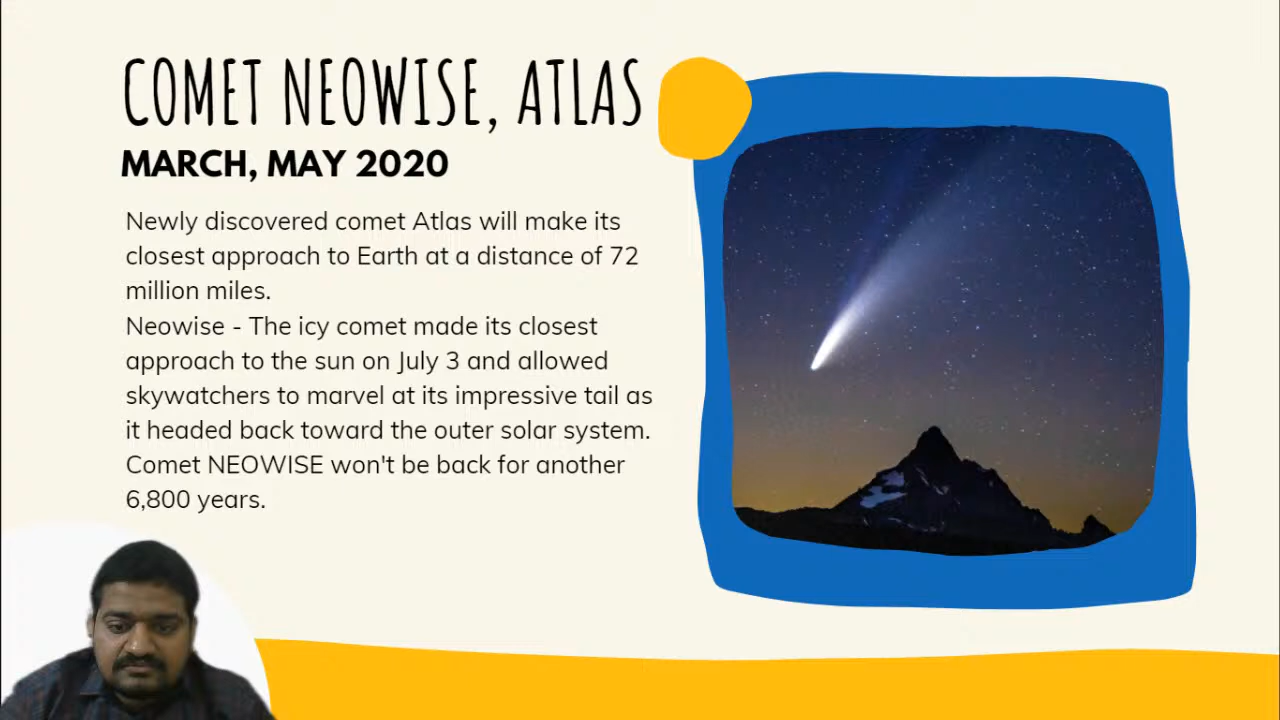 COMET NEOWISE, ATLAS
MARCH, MAY 2020
Newly discovered comet Atlas will make its
closest approach to Earth at a distance of 72
million miles.
Neowise - The icy comet made its closest
approach to the sun on July 3 and allowed
skywatchers to marvel at its impressive tail as
it headed back toward the outer solar system.
Comet NEOWISE won't be back for another
6,800 years.